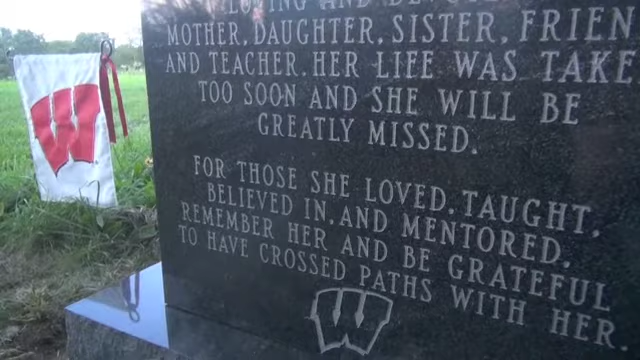 MOTHER, DAUGHTER, SISTER, FRIEN
AND TEACHER. HER LIFE WAS TAKE
TOO SOON AND SHE WILL BE
GREATLY MISSED.
FOR THOSE SHE LOVED, TAUGHT,
BELIEVED IN, AND MENTORED.
REMEMBER HER AND BE GRATEFUL
TO HAVE CROSSED PATHS WITH HER.
W
W